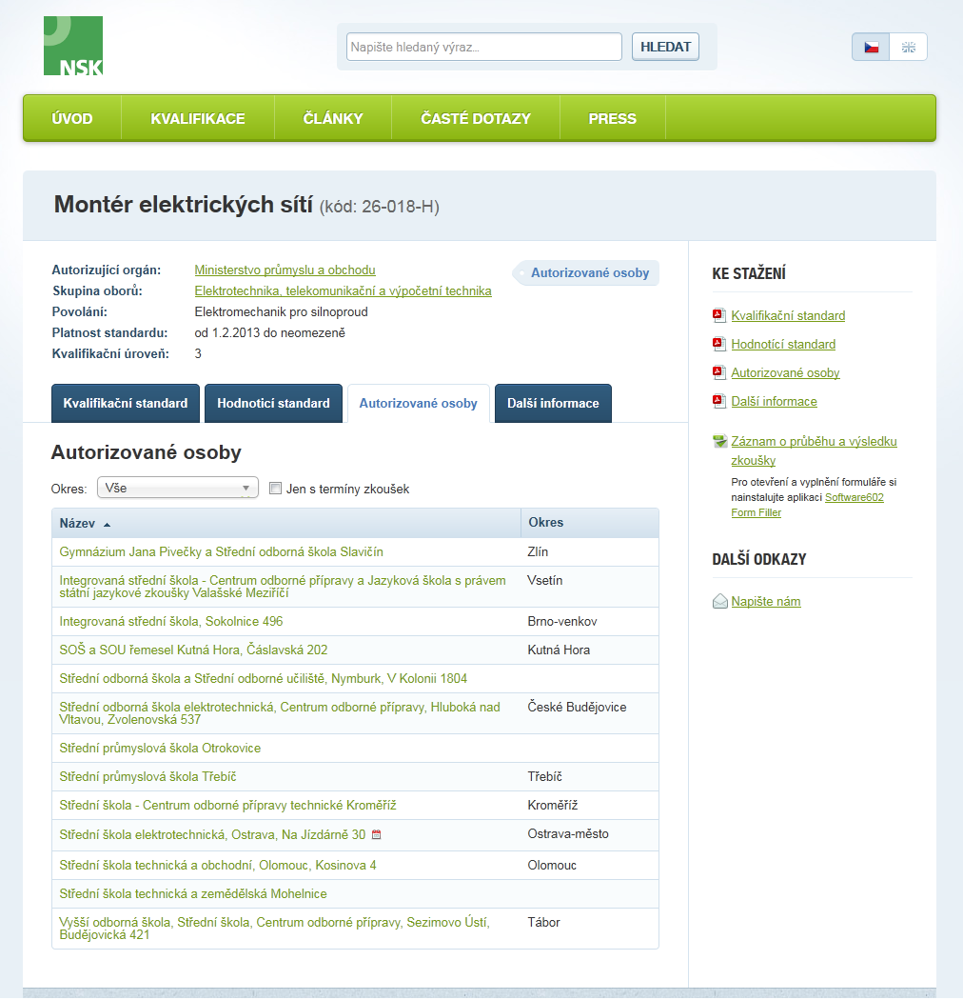 NSK
Napište hledaný výraz...
HLEDAT
ÚVOD KVALIFIKACE ČLÁNKY ČASTÉ DOTAZY PRESS
Montér elektrických sítí (kód: 26-018-H)
Autorizující orgán: Ministerstvo průmyslu a obchodu
Skupina oborů: Elektrotechnika, telekomunikační a výpočetní technika
Povolání: Elektromechanik pro silnoproud
Platnost standardu: od 1.2.2013 do neomezeně
Kvalifikační úroveň: 3
Autorizované osoby
Kvalifikační standard Hodnoticí standard Autorizované osoby Další informace
Autorizované osoby
Okres: Vše Jen s termíny zkoušek
Název Okres
Gymnázium Jana Pivečky a Střední odborná škola Slavičín Zlín
Integrovaná střední škola - Centrum odborné přípravy a Jazyková škola s právem Vsetín
státní jazykové zkoušky Valašské Meziříčí
Integrovaná střední škola, Sokolnice 496 Brno-venkov
SOŠ a SOU řemesel Kutná Hora, Čáslavská 202 Kutná Hora
Střední odborná škola a Střední odborné učiliště, Nymburk, V Kolonii 1804
Střední odborná škola elektrotechnická, Centrum odborné přípravy, Hluboká nad České Budějovice
Vltavou, Zvolenovská 537
Střední průmyslová škola Otrokovice
Střední průmyslová škola Třebíč Třebíč
Střední škola - Centrum odborné přípravy technické Kroměříž Kroměříž
Střední škola elektrotechnická, Ostrava, Na Jízdárně 30 Ostrava-město
Střední škola technická a obchodní, Olomouc, Kosinova 4 Olomouc
Střední škola technická a zemědělská Mohelnice
Vyšší odborná škola, Střední škola, Centrum odborné přípravy, Sezimovo Ústí, Tábor
Budějovická 421
KE STAŽENÍ
Kvalifikační standard
Hodnotící standard
Autorizované osoby
Další informace
Záznam o průběhu a výsledku
zkoušky
Pro otevření a vyplnění formuláře si
nainstalujte aplikaci Software602
Form Filler
DALŠÍ ODKAZY
Napište nám